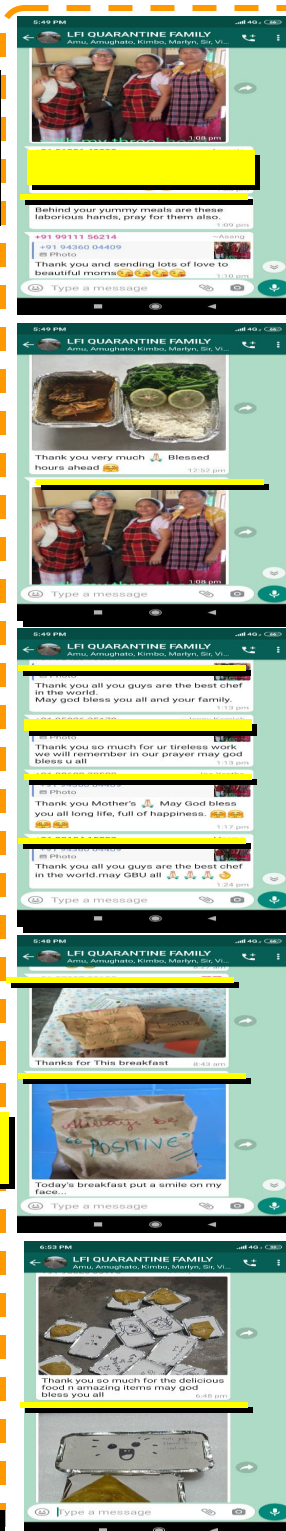 5:49 PM
LFI QUARANTINE FAMILY
Amu, Amughato, Kimbo, Marlyn, Sir, Vi...
1:08 pm
Behind your yummy meals are these
laborious hands, pray for them also.
1:09 pm
+91 99111 56214 ~Asang
+91 94360 04409
Photo
Thank you and sending lots of love to
beautiful moms
1:10 pm
Type a message
5:49 PM
LFI QUARANTINE FAMILY
Amu, Amughato, Kimbo, Marlyn, Sir, Vi...
Thank you very much Blessed
hours ahead
12:52 pm
1:08 pm
Type a message
5:49 PM
LFI QUARANTINE FAMILY
Amu, Amughato, Kimbo, Marlyn, Sir, Vi...
Photo
Thank you all you guys are the best chef
in the world.
May god bless you all and your family.
1:13 pm
Photo
Thank you so much for ur tireless work
we will remember in our prayer may god
bless u all
1:13 pm
Photo
Thank you Mother's May God bless
you all long life, full of happiness.
1:17 pm
Photo
Thank you all you guys are the best chef
in the world.may GBU all
1:24 pm
Type a message
5:48 PM
LFI QUARANTINE FAMILY
Amu, Amughato, Kimbo, Marlyn, Sir, Vi...
Thanks for This breakfast
8:43 am
Always be
"POSITIVE"
Today's breakfast put a smile on my
face...
Type a message
6:53 PM
LFI QUARANTINE FAMILY
Amu, Amughato, Kimbo, Marlyn, Sir, Vi...
Thank you so much for the delicious
food n amazing items may god
bless you all
6:48 pm
Type a message